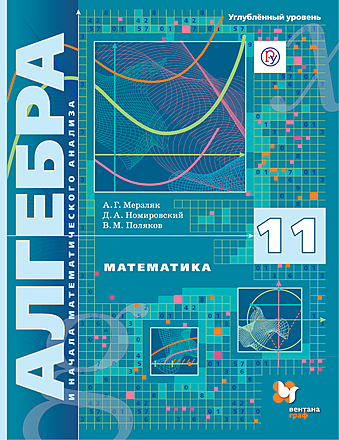 Углублённый уровень
АЛГЕБРА
И НАЧАЛА МАТЕМАТИЧЕСКОГО АНАЛИЗА
А. Г. Мерзляк
Д. А. Номировский
В. М. Поляков
11
МАТЕМАТИКА
вентана
граф